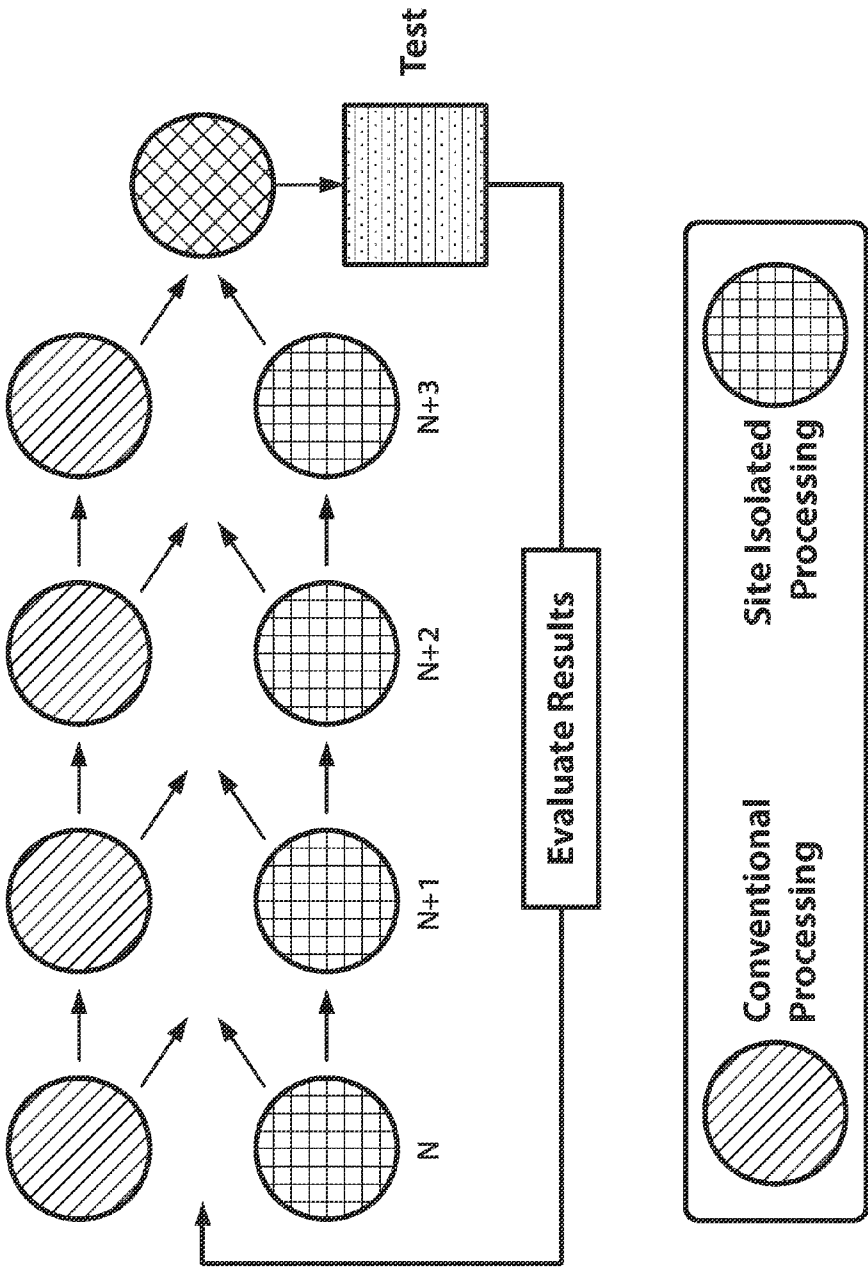 Test
N
N+1
N+2
N+3
Evaluate Results
Conventional
Processing
Site Isolated
Processing